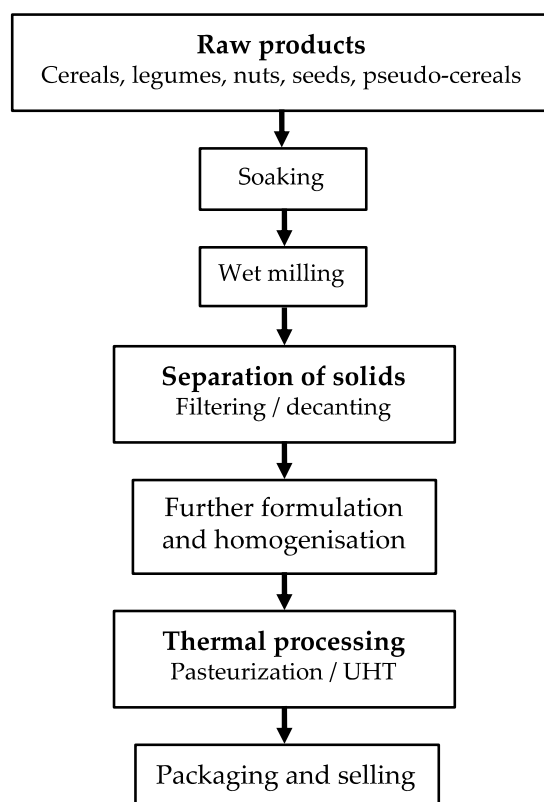 Raw products
Cereals, legumes, nuts, seeds, pseudo-cereals
Soaking
Wet milling
Separation of solids
Filtering / decanting
Further formulation
and homogenisation
Thermal processing
Pasteurization / UHT
Packaging and selling